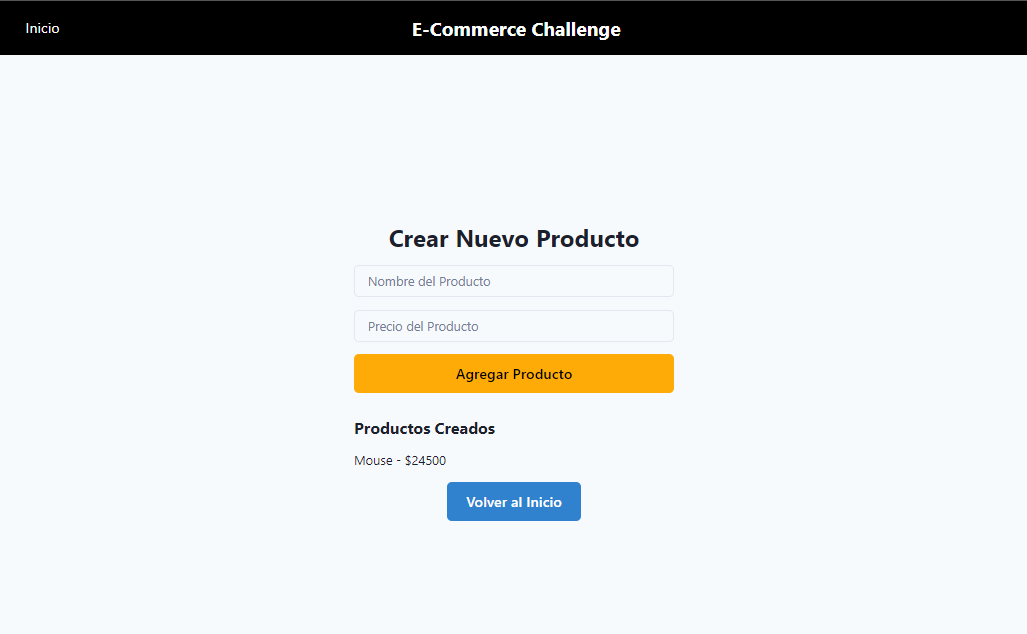 Inicio
E-Commerce Challenge
Crear Nuevo Producto
Nombre del Producto
Precio del Producto
Agregar Producto
Productos Creados
Mouse - $24500
Volver al Inicio